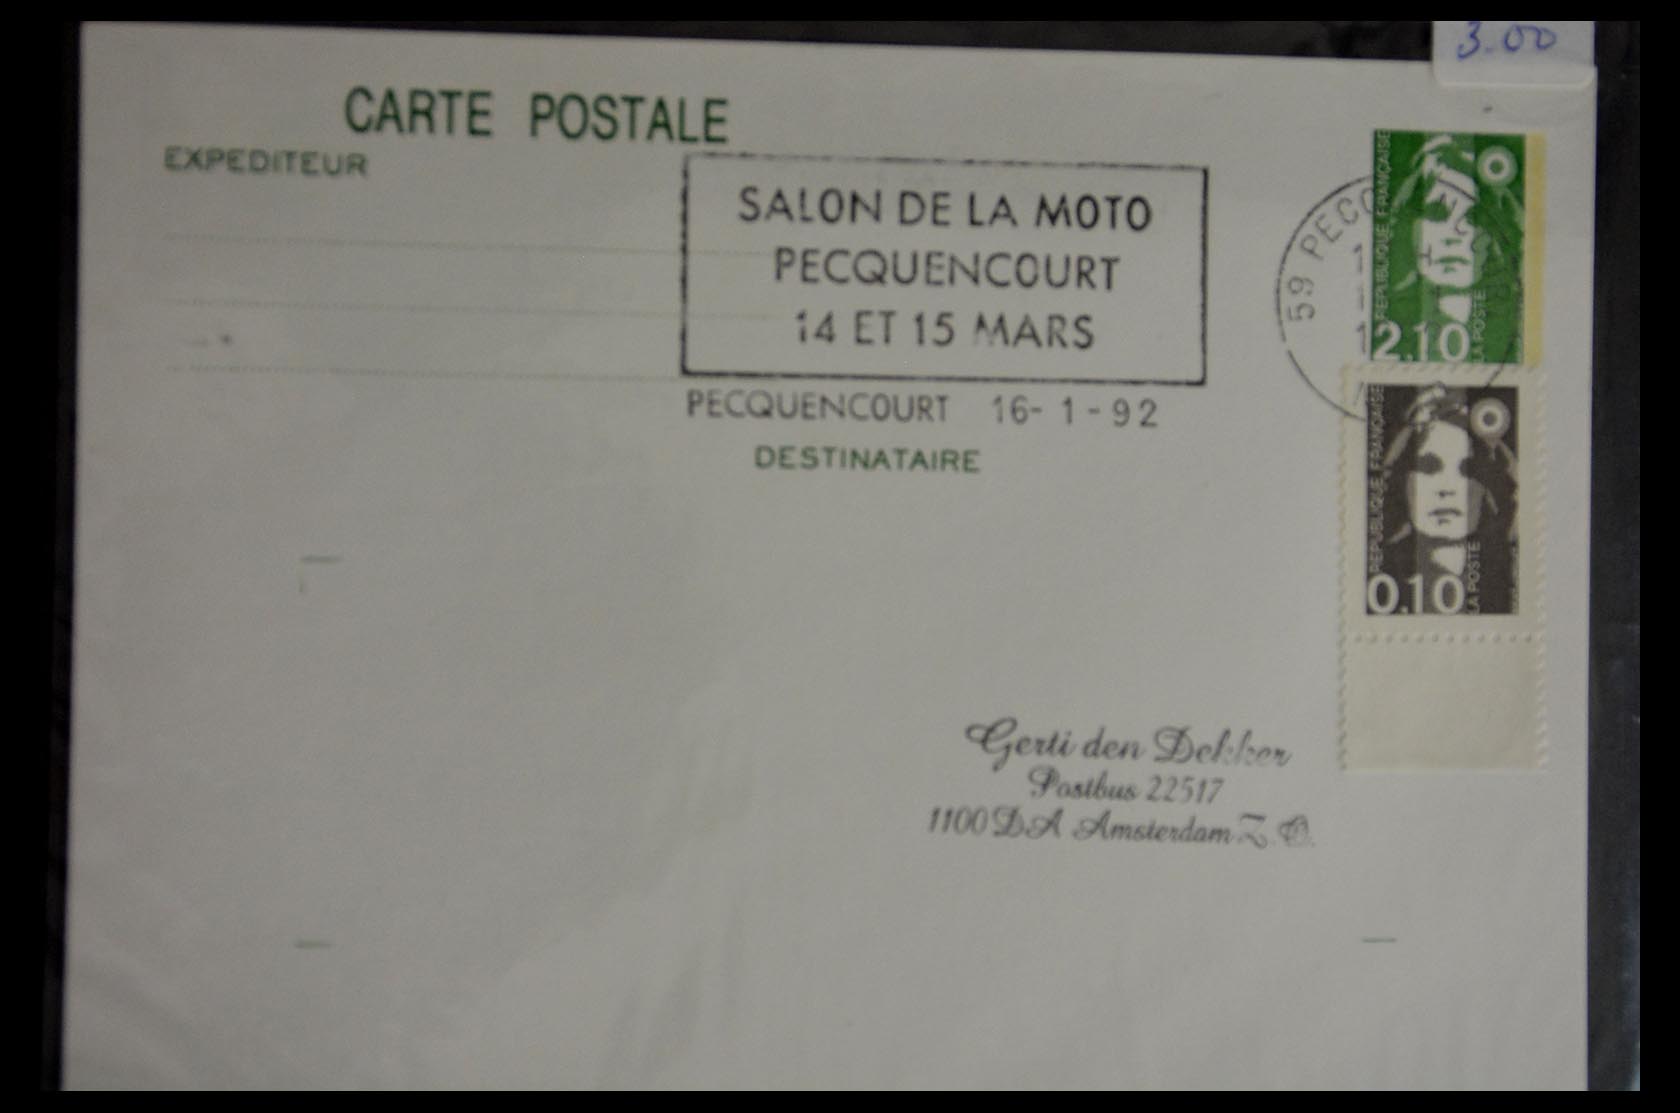 3.00
CARTE POSTALE
EXPEDITEUR
SALON DE LA MOTO
PECQUENCOURT
14 ET 15 MARS
PECQUENCOURT 16-1-92
DESTINATAIRE
59
REPUBLIQUE FRANÇAISE
2,10
LA POSTE
REPUBLIQUE FRANÇAISE
0,10
LA POSTE
Gerti den Dekker
Postbus 22517
1100 DA Amsterdam Z.O.